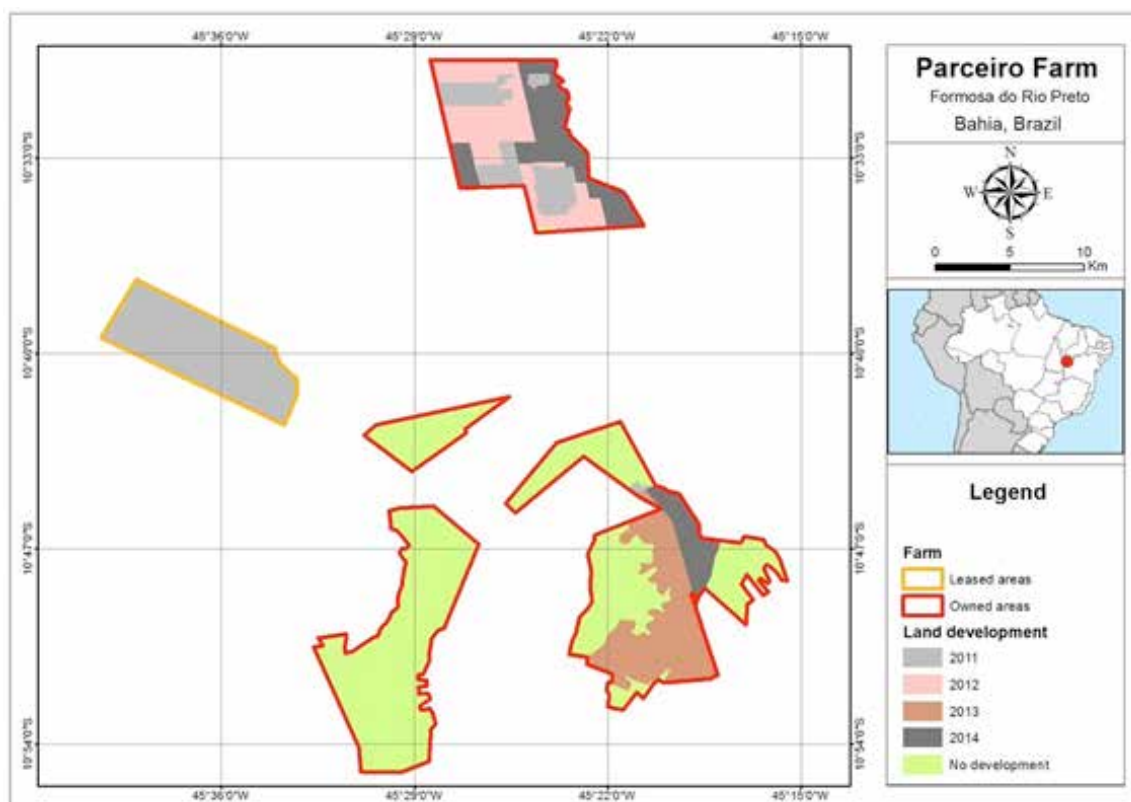 45°36'0"W 45°29'0"W 45°22'0"W 45°15'0"W
10°33'0"S 10°33'0"S
10°40'0"S 10°40'0"S
10°47'0"S 10°47'0"S
10°54'0"S 10°54'0"S
45°36'0"W 45°29'0"W 45°22'0"W 45°15'0"W
Parceiro Farm
Formosa do Rio Preto
Bahia, Brazil
N
W E
S
0 5 10
Km
Legend
Farm
Leased areas
Owned areas
Land development
2011
2012
2013
2014
No development